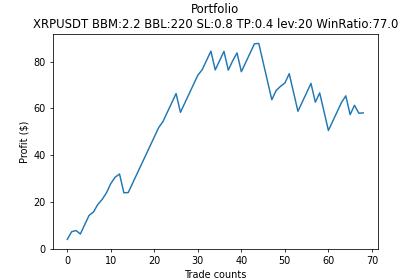 Portfolio
XRPUSDT BBM:2.2 BBL:220 SL:0.8 TP:0.4 lev:20 WinRatio:77.0
80
60
40
20
0
Profit ($)
0 10 20 30 40 50 60 70
Trade counts